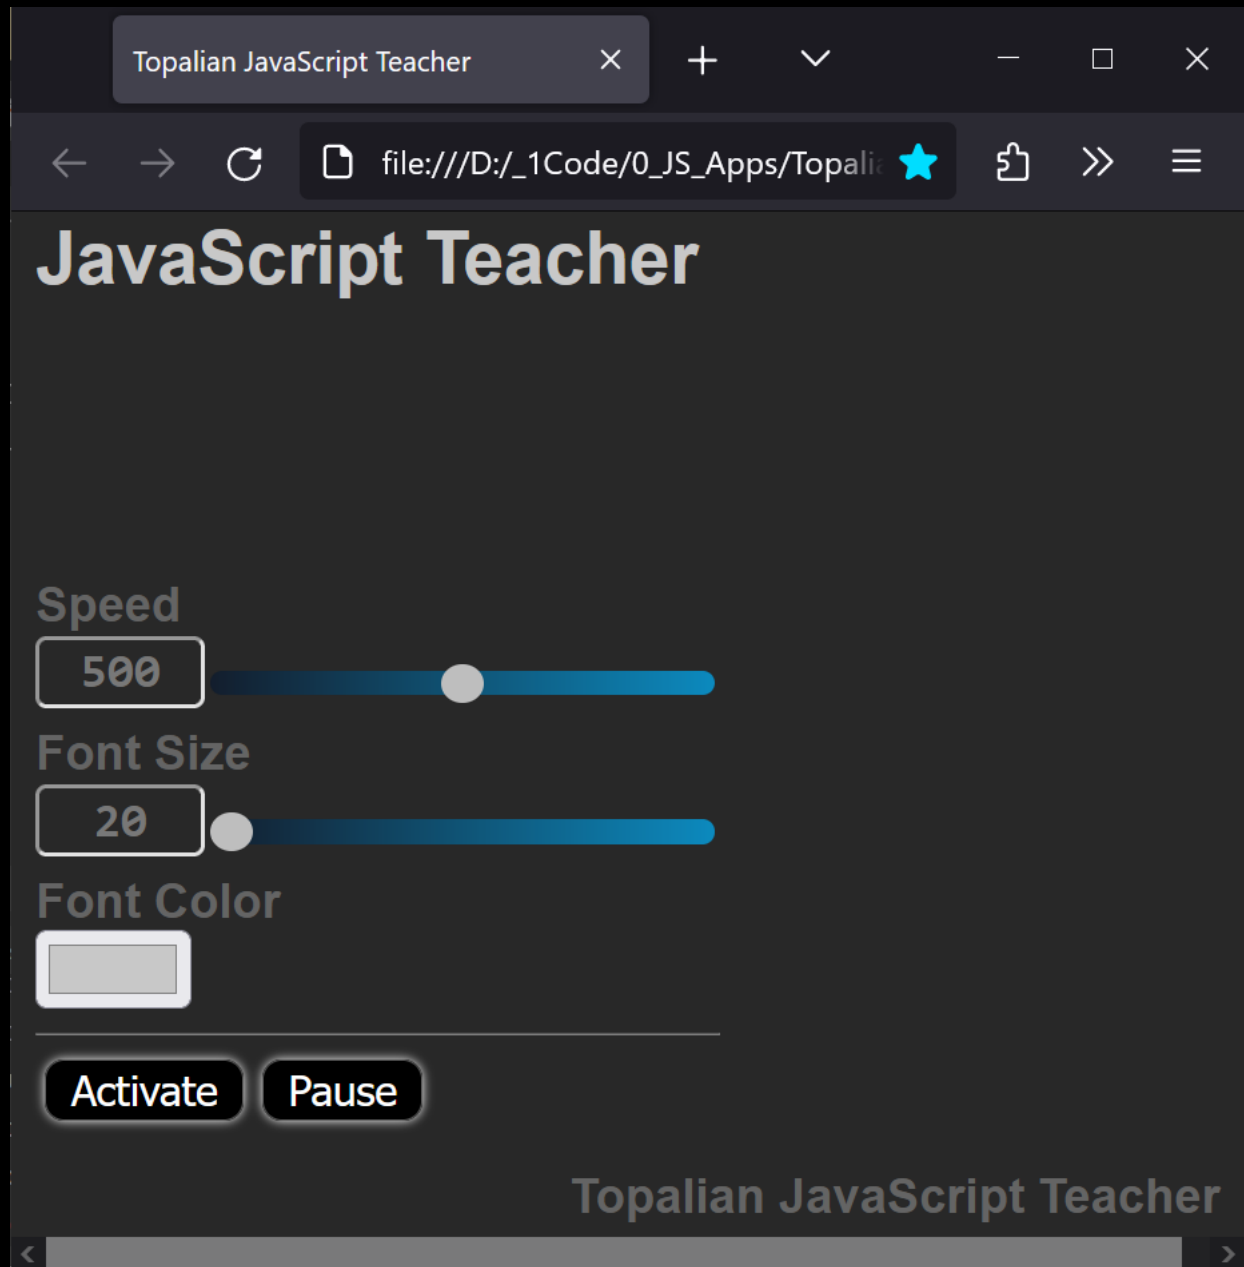 Topalian JavaScript Teacher
file:///D:/_1Code/0_JS_Apps/Topalia
JavaScript Teacher
Speed
500
Font Size
20
Font Color
Activate Pause
Topalian JavaScript Teacher